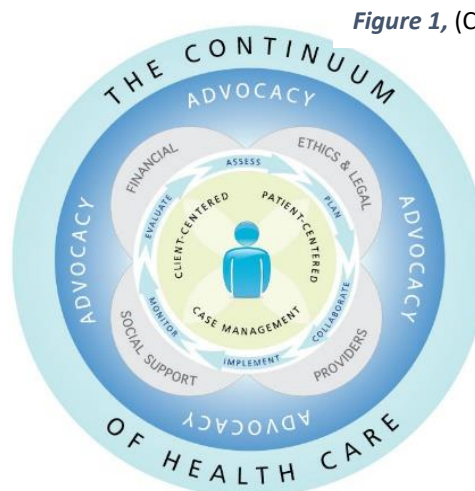 Figure 1, (C
THE CONTINUUM
ADVOCACY
FINANCIAL
ETHICS & LEGAL
ASSESS
EVALUATE
PLAN
CLIENT-CENTERED
PATIENT-CENTERED
ADVOCACY
ADVOCACY
CASE MANAGEMENT
MONITOR
COLLABORATE
IMPLEMENT
SOCIAL SUPPORT
PROVIDERS
ADVOCACY
OF HEALTH CARE